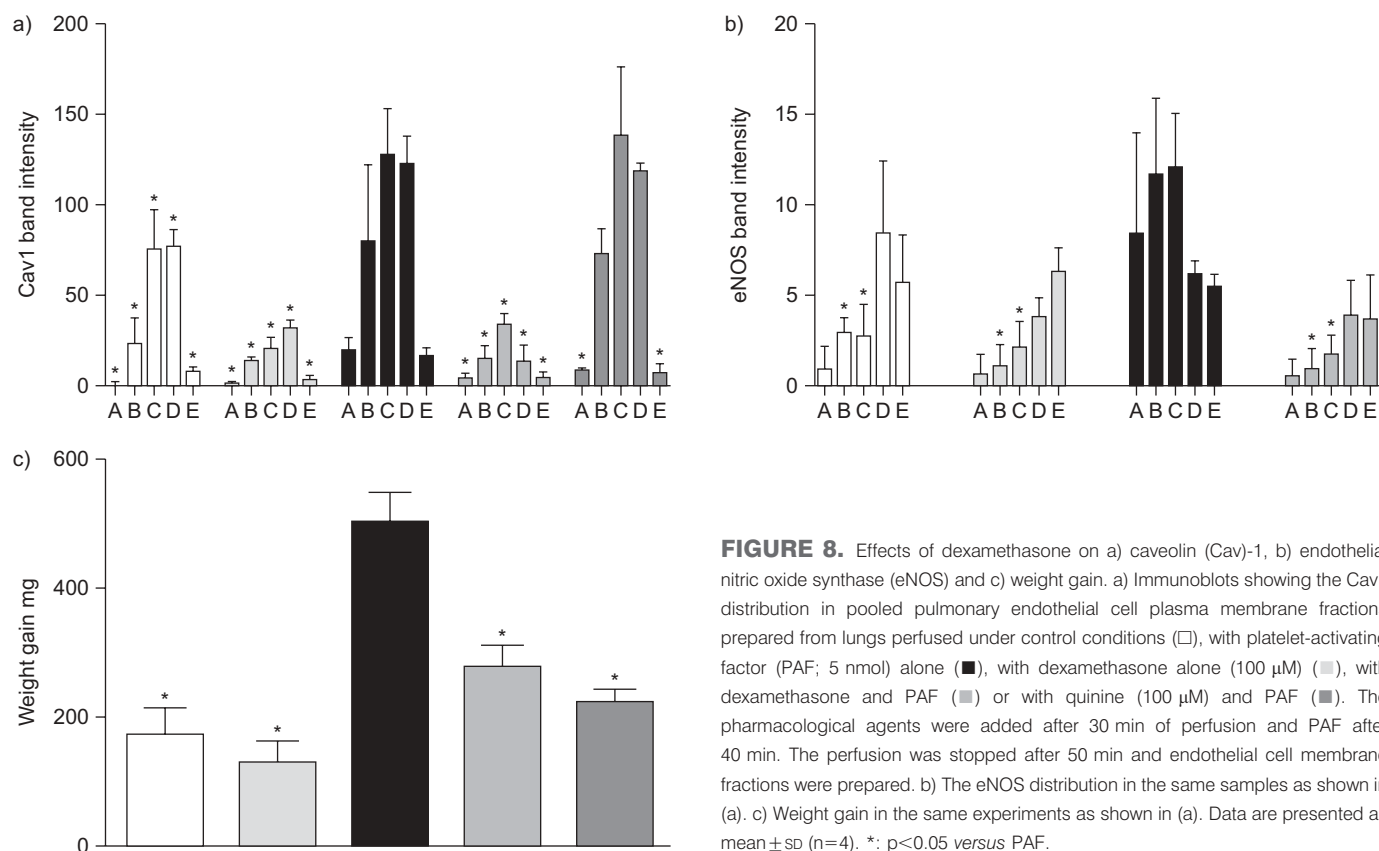 a)
200
150
100
50
0
Cav1 band intensity
* * * * * * * * * * * * * * * * *
A B C D E A B C D E A B C D E A B C D E A B C D E
b)
20
15
10
5
0
eNOS band intensity
* * * * * *
A B C D E A B C D E A B C D E A B C D E
c)
600
400
200
0
Weight gain mg
* * * *
FIGURE 8. Effects of dexamethasone on a) caveolin (Cav)-1, b) endothelia
nitric oxide synthase (eNOS) and c) weight gain. a) Immunoblots showing the Cav
distribution in pooled pulmonary endothelial cell plasma membrane fraction
prepared from lungs perfused under control conditions (□), with platelet-activating
factor (PAF; 5 nmol) alone (■), with dexamethasone alone (100 μM) (■), with
dexamethasone and PAF (■) or with quinine (100 μM) and PAF (■). The
pharmacological agents were added after 30 min of perfusion and PAF afte
40 min. The perfusion was stopped after 50 min and endothelial cell membrane
fractions were prepared. b) The eNOS distribution in the same samples as shown in
(a). c) Weight gain in the same experiments as shown in (a). Data are presented a
mean±SD (n=4). *: p<0.05 versus PAF.